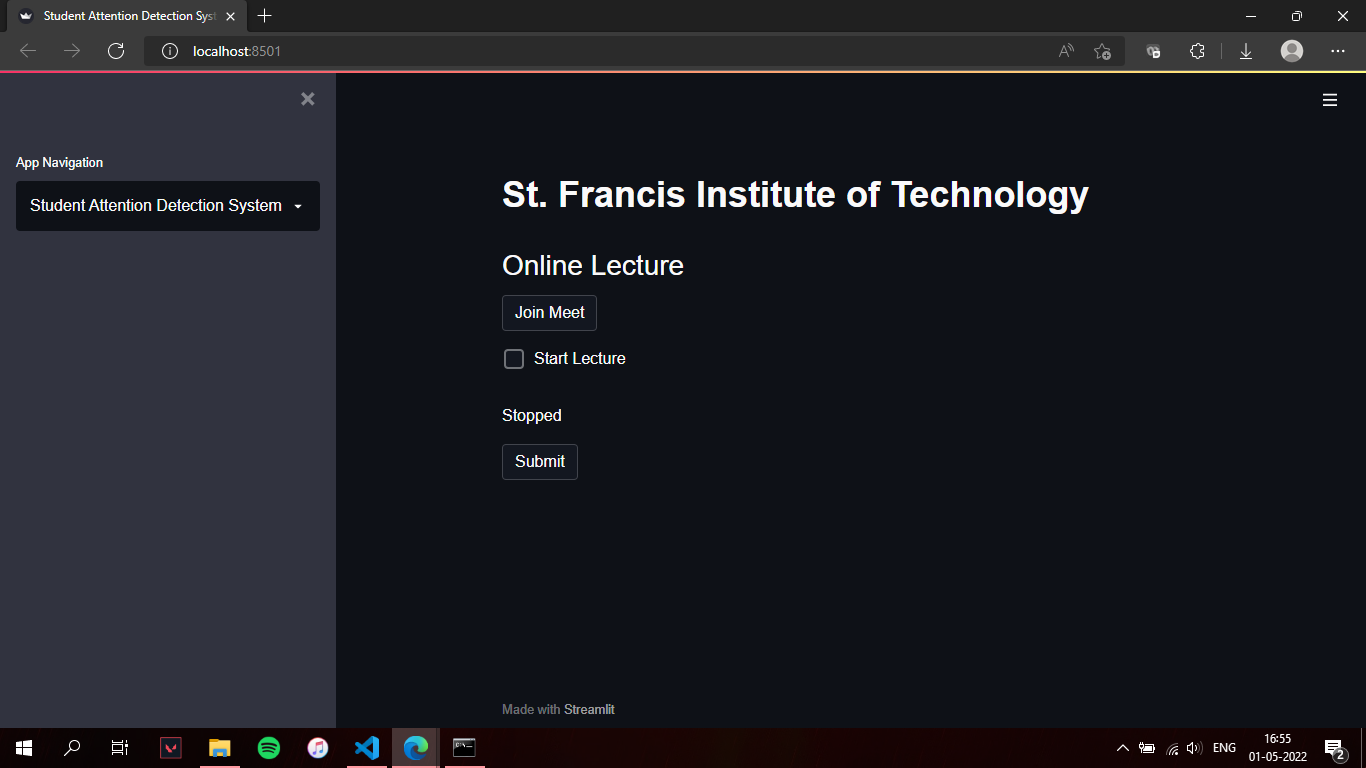 Student Attention Detection Syst
localhost:8501
App Navigation
Student Attention Detection System
St. Francis Institute of Technology
Online Lecture
Join Meet
Start Lecture
Stopped
Submit
Made with Streamlit
ENG
16:55
01-05-2022
2